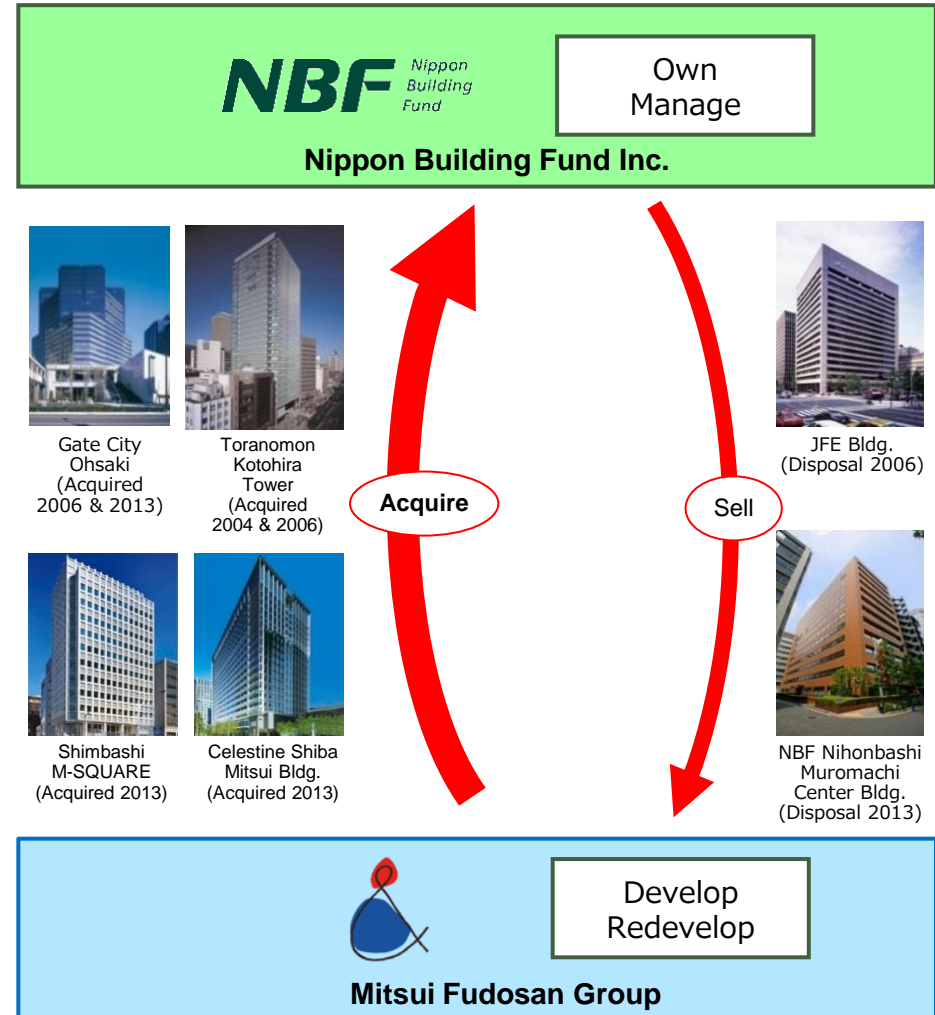 NBF
Nippon
Building
Fund
Own
Manage
Nippon Building Fund Inc.
Gate City
Ohsaki
(Acquired
2006 & 2013)
Toranomon
Kotohira
Tower
(Acquired
2004 & 2006)
Acquire
Sell
JFE Bldg.
(Disposal 2006)
Shimbashi
M-SQUARE
(Acquired 2013)
Celestine Shiba
Mitsui Bldg.
(Acquired 2013)
NBF Nihonbashi
Muromachi
Center Bldg.
(Disposal 2013)
Develop
Redevelop
Mitsui Fudosan Group